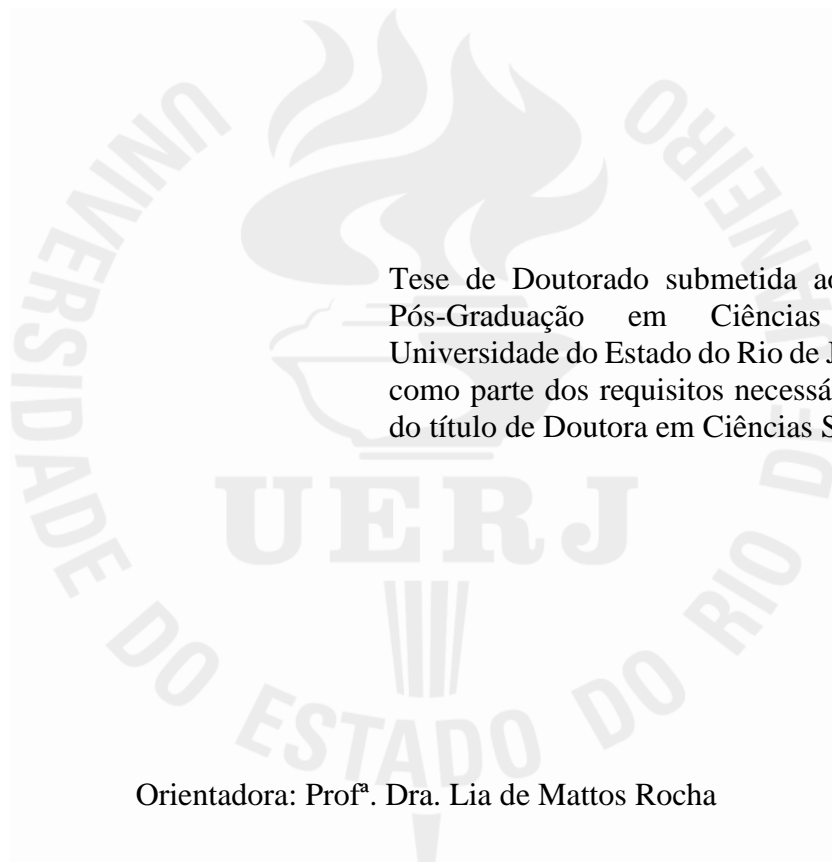 Tese de Doutorado submetida ao
Pós-Graduação em Ciências
Universidade do Estado do Rio de J
como parte dos requisitos necessá
do título de Doutora em Ciências S
Orientadora: Profª. Dra. Lia de Mattos Rocha
UNIVERSIDADE DO ESTADO DO RIO DE JANEIRO
UERJ